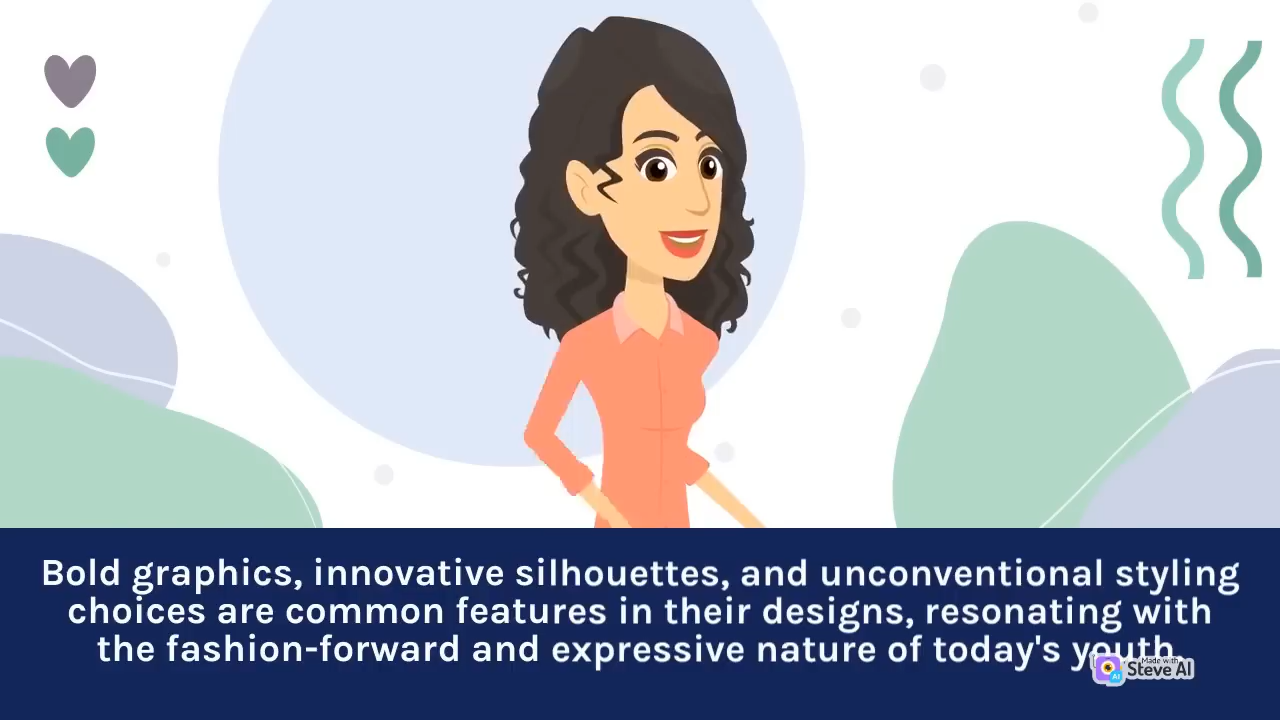 Bold graphics, innovative silhouettes, and unconventional styling
choices are common features in their designs, resonating with
the fashion-forward and expressive nature of today's youth.
Made with
AI Steve AI